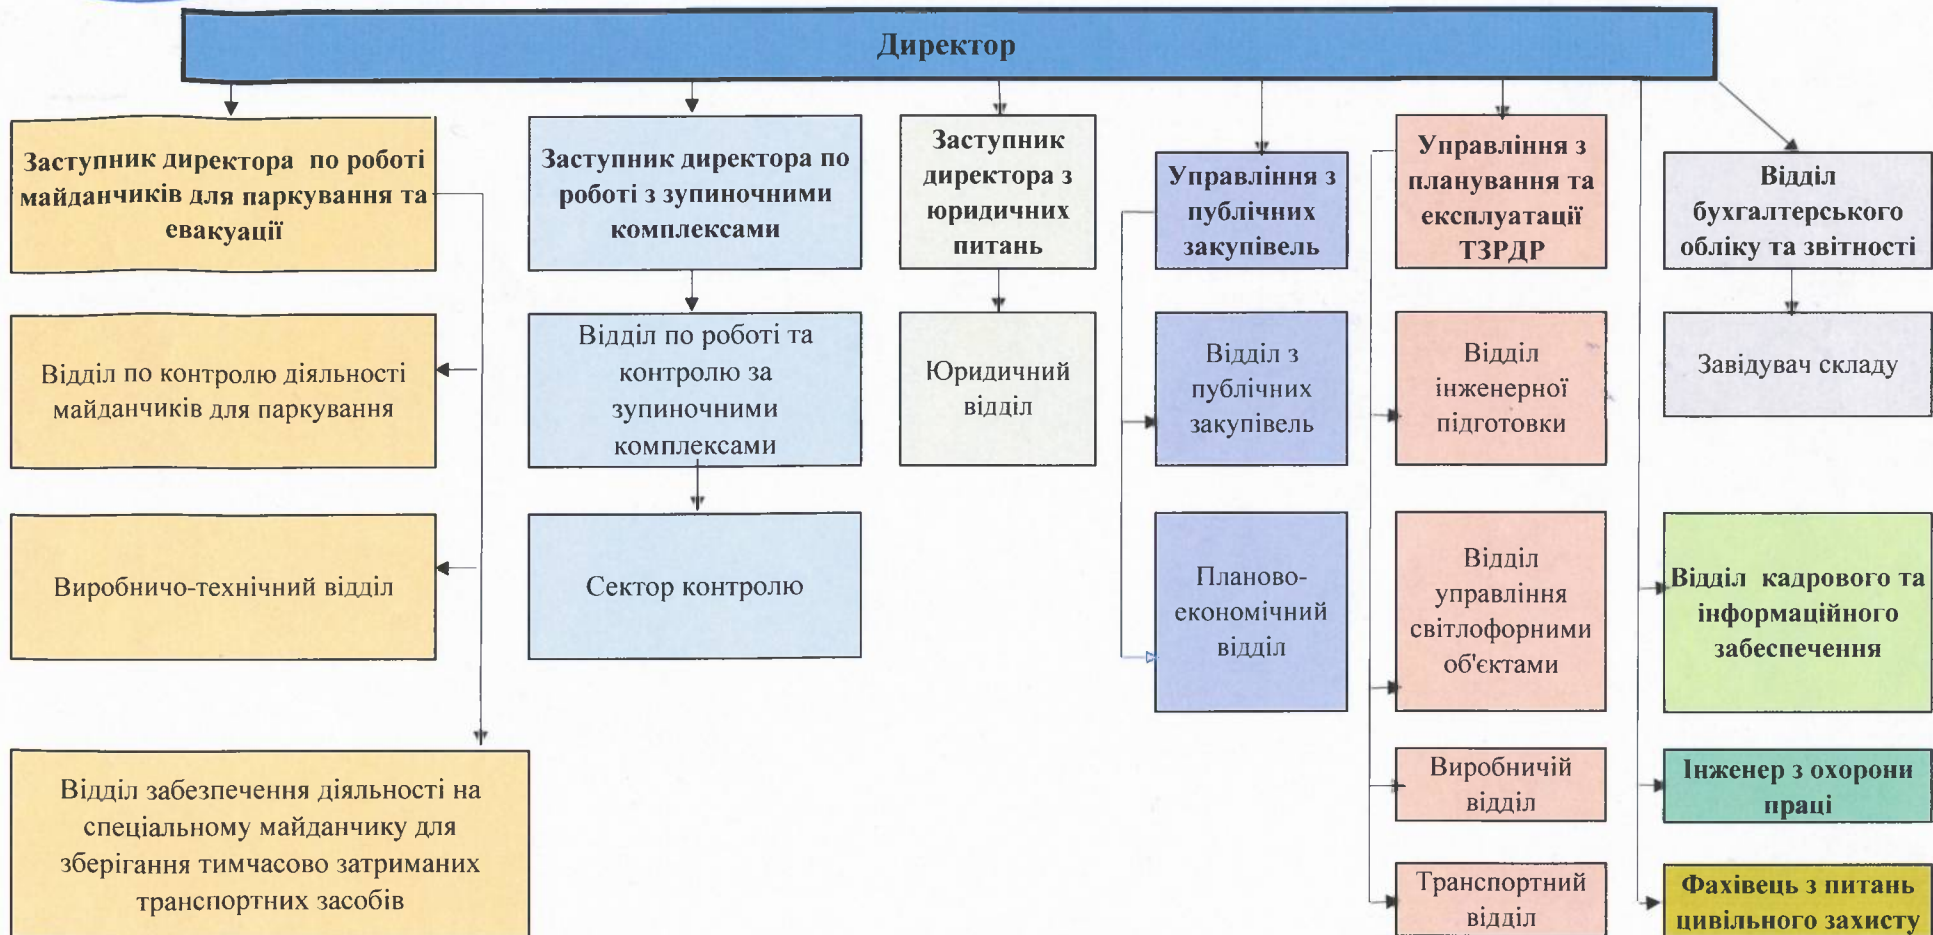 Директор
Заступник директора по роботі
майданчиків для паркування та
евакуації
Заступник директора по
роботі з зупиночними
комплексами
Заступник
директора з
юридичних
питань
Управління з
публічних
закупівель
Управління з
планування та
експлуатації
ТЗРДР
Відділ
бухгалтерського
обліку та звітності
Відділ по контролю діяльності
майданчиків для паркування
Відділ по роботі та
контролю за
зупиночними
комплексами
Юридичний
відділ
Відділ з
публічних
закупівель
Відділ
інженерної
підготовки
Завідувач складу
Виробничо-технічний відділ
Сектор контролю
Планово-
економічний
відділ
Відділ
управління
світлофорними
об'єктами
Відділ кадрового та
інформаційного
забеспечення
Відділ забезпечення діяльності на
спеціальному майданчику для
зберігання тимчасово затриманих
транспортних засобів
Виробничій
відділ
Інженер з охорони
праці
Транспортний
відділ
Фахівець з питань
цивільного захисту